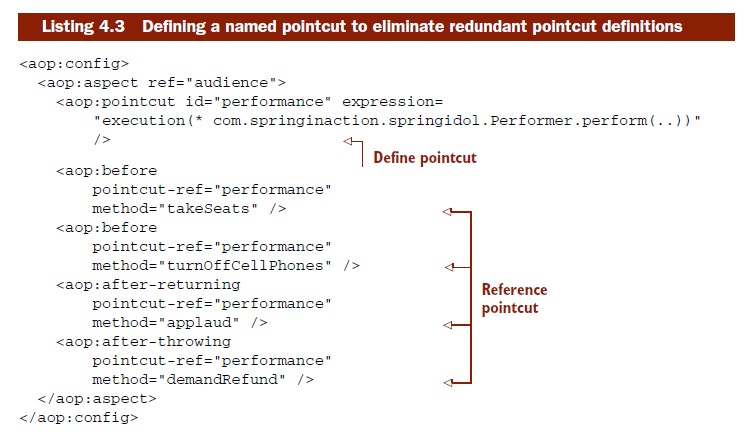 Listing 4.3 Defining a named pointcut to eliminate redundant pointcut definitions
<aop:config>
<aop:aspect ref="audience">
<aop:pointcut id="performance" expression=
"execution(* com.springinaction.springidol.Performer.perform(..))"
/>
Define pointcut
<aop:before
pointcut-ref="performance"
method="takeSeats" />
<aop:before
pointcut-ref="performance"
method="turnOffCellPhones" />
<aop:after-returning
pointcut-ref="performance"
method="applaud" />
<aop:after-throwing
pointcut-ref="performance"
method="demandRefund" />
Reference
pointcut
</aop:aspect>
</aop:config>